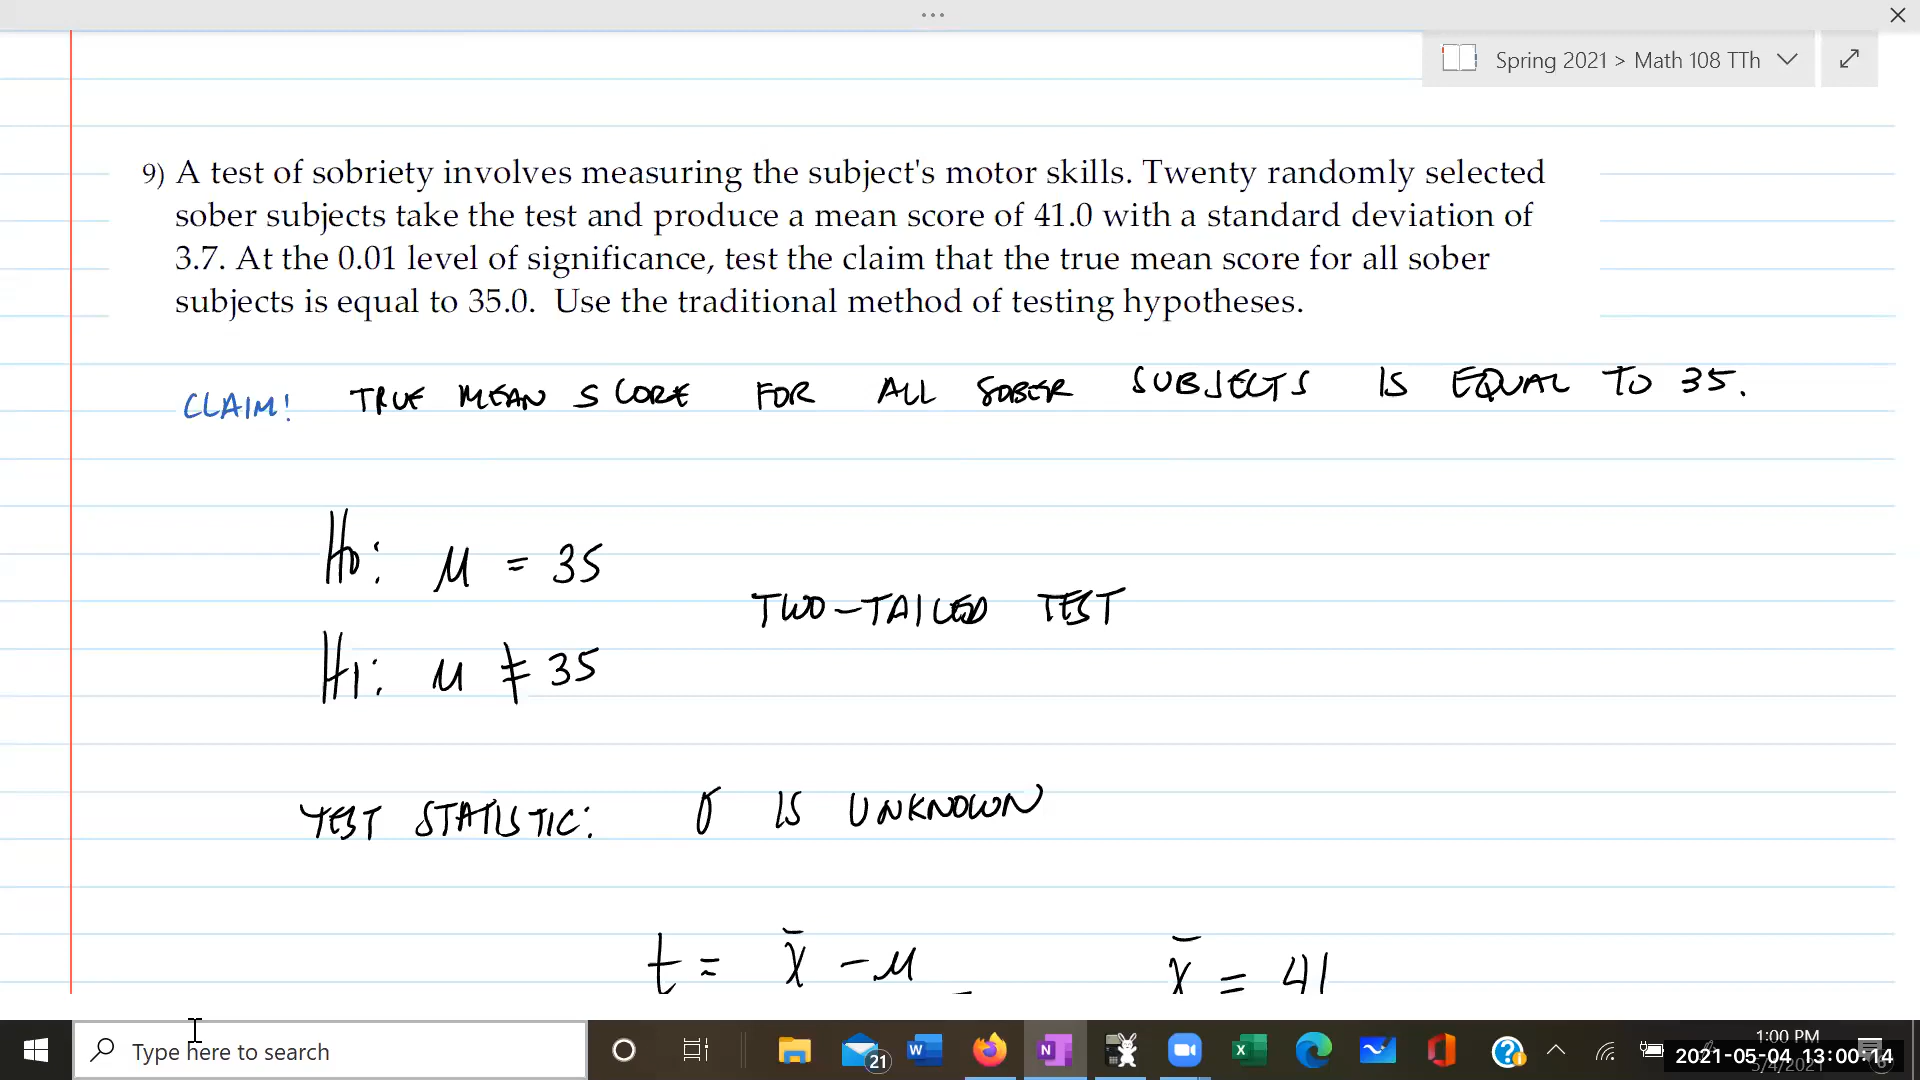 Spring 2021 > Math 108 TTh
9) A test of sobriety involves measuring the subject's motor skills. Twenty randomly selected
sober subjects take the test and produce a mean score of 41.0 with a standard deviation of
3.7. At the 0.01 level of significance, test the claim that the true mean score for all sober
subjects is equal to 35.0. Use the traditional method of testing hypotheses.
CLAIM! TRUE MEAN SCORE FOR ALL SOBER SUBJECTS IS EQUAL TO 35.
H0: μ = 35
TWO-TAILED TEST
H1: μ ≠ 35
TEST STATISTIC: σ IS UNKNOWN
t = x̄ - μ x̄ = 41
Type here to search
21
1:00 PM
2021-05-04 13:00:14